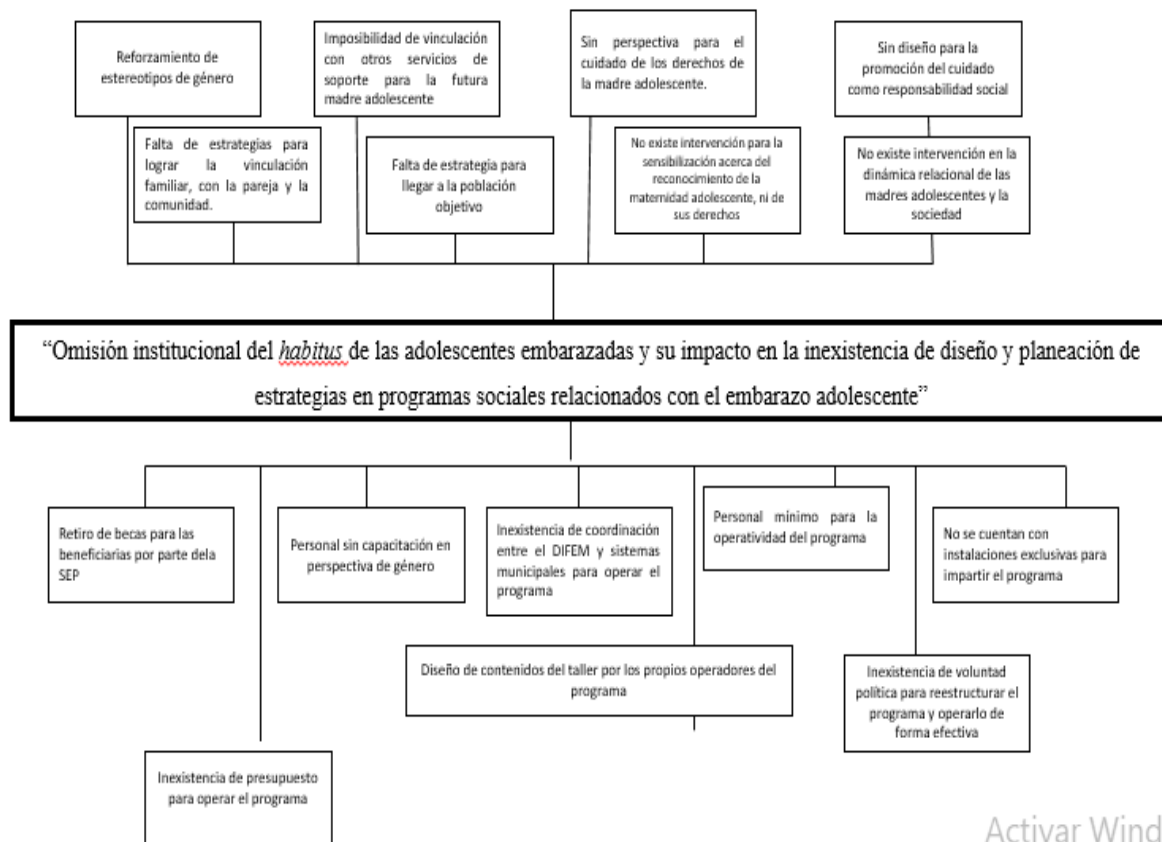 Reforzamiento de
estereotipos de género
Imposibilidad de vinculación
con otros servicios de
soporte para la futura
madre adolescente
Sin perspectiva para el
cuidado de los derechos de
la madre adolescente.
Sin diseño para la
promoción del cuidado
como responsabilidad social
Falta de estrategias para
lograr la vinculación
familiar, con la pareja y la
comunidad.
Falta de estrategia para
llegar a la población
objetivo
No existe intervención para la
sensibilización acerca del
reconocimiento de la
maternidad adolescente, ni de
sus derechos
No existe intervención en la
dinámica relacional de las
madres adolescentes y la
sociedad
“Omisión institucional del habitus de las adolescentes embarazadas y su impacto en la inexistencia de diseño y planeación de
estrategias en programas sociales relacionados con el embarazo adolescente”
Retiro de becas para las
beneficiarias por parte dela
SEP
Personal sin capacitación en
perspectiva de género
Inexistencia de coordinación
entre el DIFEM y sistemas
municipales para operar el
programa
Personal mínimo para la
operatividad del programa
No se cuentan con
instalaciones exclusivas para
impartir el programa
Diseño de contenidos del taller por los propios operadores del
programa
Inexistencia de voluntad
política para reestructurar el
programa y operarlo de
forma efectiva
Inexistencia de presupuesto
para operar el programa
Activar Wind